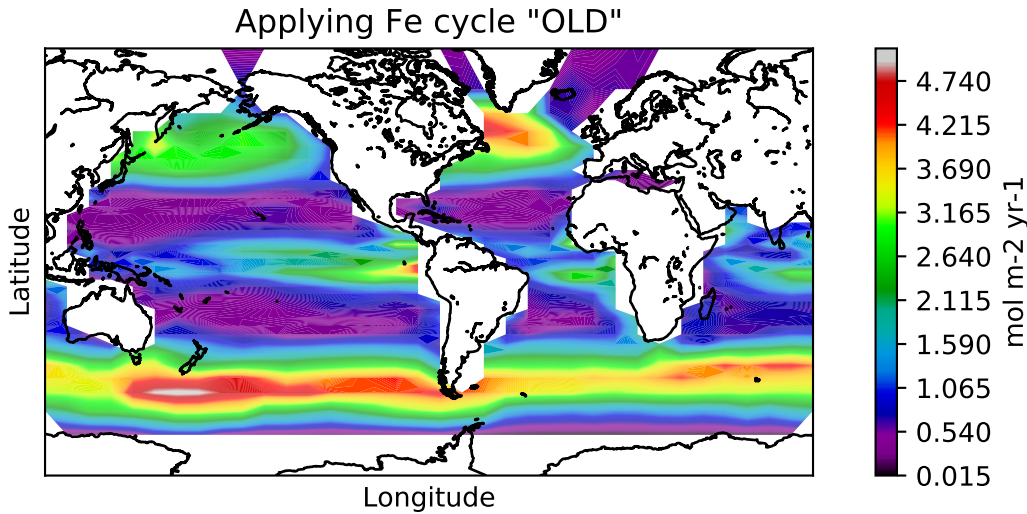 Applying Fe cycle "OLD"
Latitude
Longitude
4.740
4.215
3.690
3.165
2.640
2.115
1.590
1.065
0.540
0.015
mol m-2 yr-1